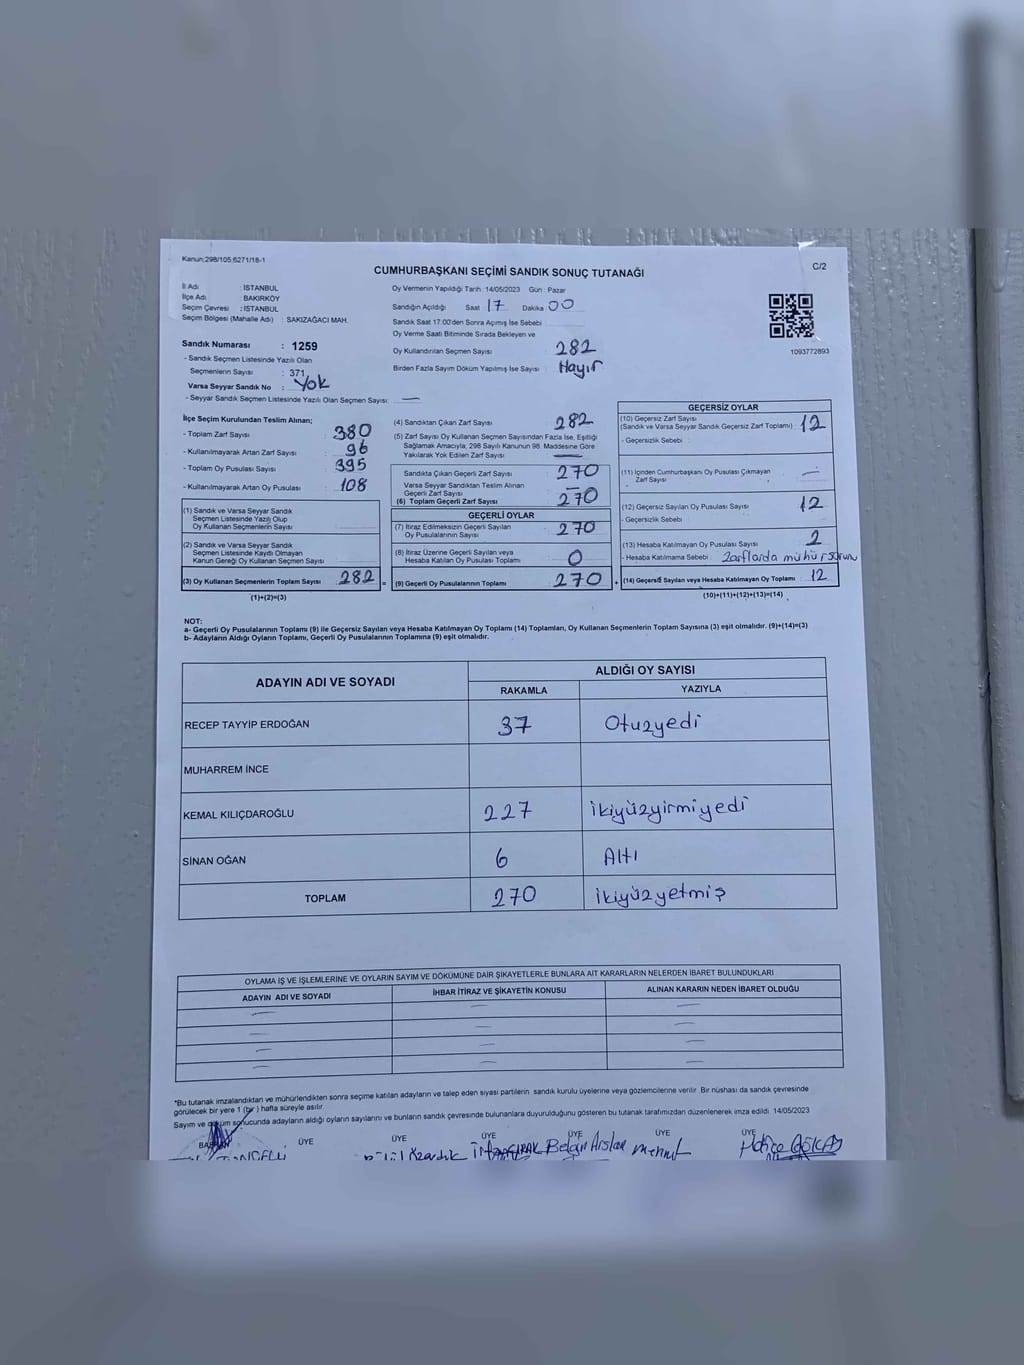 Kanun;298/105;6271/18-1
CUMHURBAŞKANI SEÇİMİ SANDIK SONUÇ TUTANAĞI
C/2
İl Adı : İSTANBUL
İlçe Adı : BAKIRKÖY
Seçim Çevresi : İSTANBUL
Seçim Bölgesi (Mahalle Adı) : SAKIZAĞACI MAH.
Sandık Numarası : 1259
- Sandık Seçmen Listesinde Yazılı Olan
Seçmenlerin Sayısı : 371
Varsa Seyyar Sandık No : Yok
- Seyyar Sandık Seçmen Listesinde Yazılı Olan Seçmen Sayısı: —
Oy Vermenin Yapıldığı Tarih : 14/05/2023 Gün : Pazar
Sandığın Açıldığı Saat 17 Dakika 00
Sandık Saat 17:00'den Sonra Açımış İse Sebebi :
Oy Verme Saati Bitiminde Sırada Bekleyen ve
Oy Kullandırılan Seçmen Sayısı 282
Birden Fazla Sayım Döküm Yapılmış İse Sayısı : Hayır
1093772893
İlçe Seçim Kurulundan Teslim Alınan;
- Toplam Zarf Sayısı : 380
- Kullanılmayarak Artan Zarf Sayısı : 96
- Toplam Oy Pusulası Sayısı : 395
- Kullanılmayarak Artan Oy Pusulası : 108
(1) Sandık ve Varsa Seyyar Sandık
Seçmen Listesinde Yazılı Olup
Oy Kullanan Seçmenlerin Sayısı
(2) Sandık ve Varsa Seyyar Sandık
Seçmen Listesinde Kayıtlı Olmayan
Kanun Gereği Oy Kullanan Seçmen Sayısı
(3) Oy Kullanan Seçmenlerin Toplam Sayısı 282
(1)+(2)=(3)
(4) Sandıktan Çıkan Zarf Sayısı : 282
(5) Zarf Sayısı Oy Kullanan Seçmen Sayısından Fazla İse, Eşitliği
Sağlamak Amacıyla, 298 Sayılı Kanunun 98. Maddesine Göre
Yakılarak Yok Edilen Zarf Sayısı : —
Sandıkta Çıkan Geçerli Zarf Sayısı : 270
Varsa Seyyar Sandıktan Teslim Alınan
Geçerli Zarf Sayısı : —
(6) Toplam Geçerli Zarf Sayısı : 270
GEÇERLİ OYLAR
(7) İtiraz Edilmeksizin Geçerli Sayılan
Oy Pusulalarının Sayısı : 270
(8) İtiraz Üzerine Geçerli Sayılan veya
Hesaba Katılan Oy Pusulası Toplamı : 0
= (9) Geçerli Oy Pusulalarının Toplamı : 270
GEÇERSİZ OYLAR
(10) Geçersiz Zarf Sayısı
(Sandık ve Varsa Seyyar Sandık Geçersiz Zarf Toplamı) : 12
- Geçersizlik Sebebi :
(11) İçinden Cumhurbaşkanı Oy Pusulası Çıkmayan
Zarf Sayısı : —
(12) Geçersiz Sayılan Oy Pusulası Sayısı : 12
- Geçersizlik Sebebi
(13) Hesaba Katılmayan Oy Pusulası Sayısı : 2
- Hesaba Katılmama Sebebi : Zarflarda mühür sorunu
+ (14) Geçersiz Sayılan veya Hesaba Katılmayan Oy Toplamı : 12
(10)+(11)+(12)+(13)=(14)
NOT:
a- Geçerli Oy Pusulalarının Toplamı (9) ile Geçersiz Sayılan veya Hesaba Katılmayan Oy Toplamı (14) Toplamları, Oy Kullanan Seçmenlerin Toplam Sayısına (3) eşit olmalıdır. (9)+(14)=(3)
b- Adayların Aldığı Oyların Toplamı, Geçerli Oy Pusulalarının Toplamına (9) eşit olmalıdır.
ADAYIN ADI VE SOYADI ALDIĞI OY SAYISI
RAKAMLA YAZIYLA
RECEP TAYYİP ERDOĞAN 37 Otuzyedi
MUHARREM İNCE
KEMAL KILIÇDAROĞLU 227 ikiyüzyirmiyedi
SİNAN OĞAN 6 Altı
TOPLAM 270 ikiyüzyetmiş
OYLAMA İŞ VE İŞLEMLERİNE VE OYLARIN SAYIM VE DÖKÜMÜNE DAİR ŞİKAYETLERLE BUNLARA AİT KARARLARIN NELERDEN İBARET BULUNDUKLARI
ADAYIN ADI VE SOYADI İHBAR İTİRAZ VE ŞİKAYETİN KONUSU ALINAN KARARIN NEDEN İBARET OLDUĞU
*Bu tutanak imzalandıktan ve mühürlendikten sonra seçime katılan adayların ve talep eden siyasi partilerin sandık kurulu üyelerine veya gözlemcilerine verilir. Bir nüshası da sandık çevresinde
görülecek bir yere 1 (bir) hafta süreyle asılır.
Sayım ve döküm sonucunda adayların aldığı oyların sayılarını ve bunların sandık çevresinde bulunanlara duyurulduğunu gösteren bu tutanak tarafımızdan düzenlenerek imza edildi. 14/05/2023
ÜYE ÜYE ÜYE ÜYE ÜYE ÜYE
Belgin Arslan Hatice GÖKTAŞ